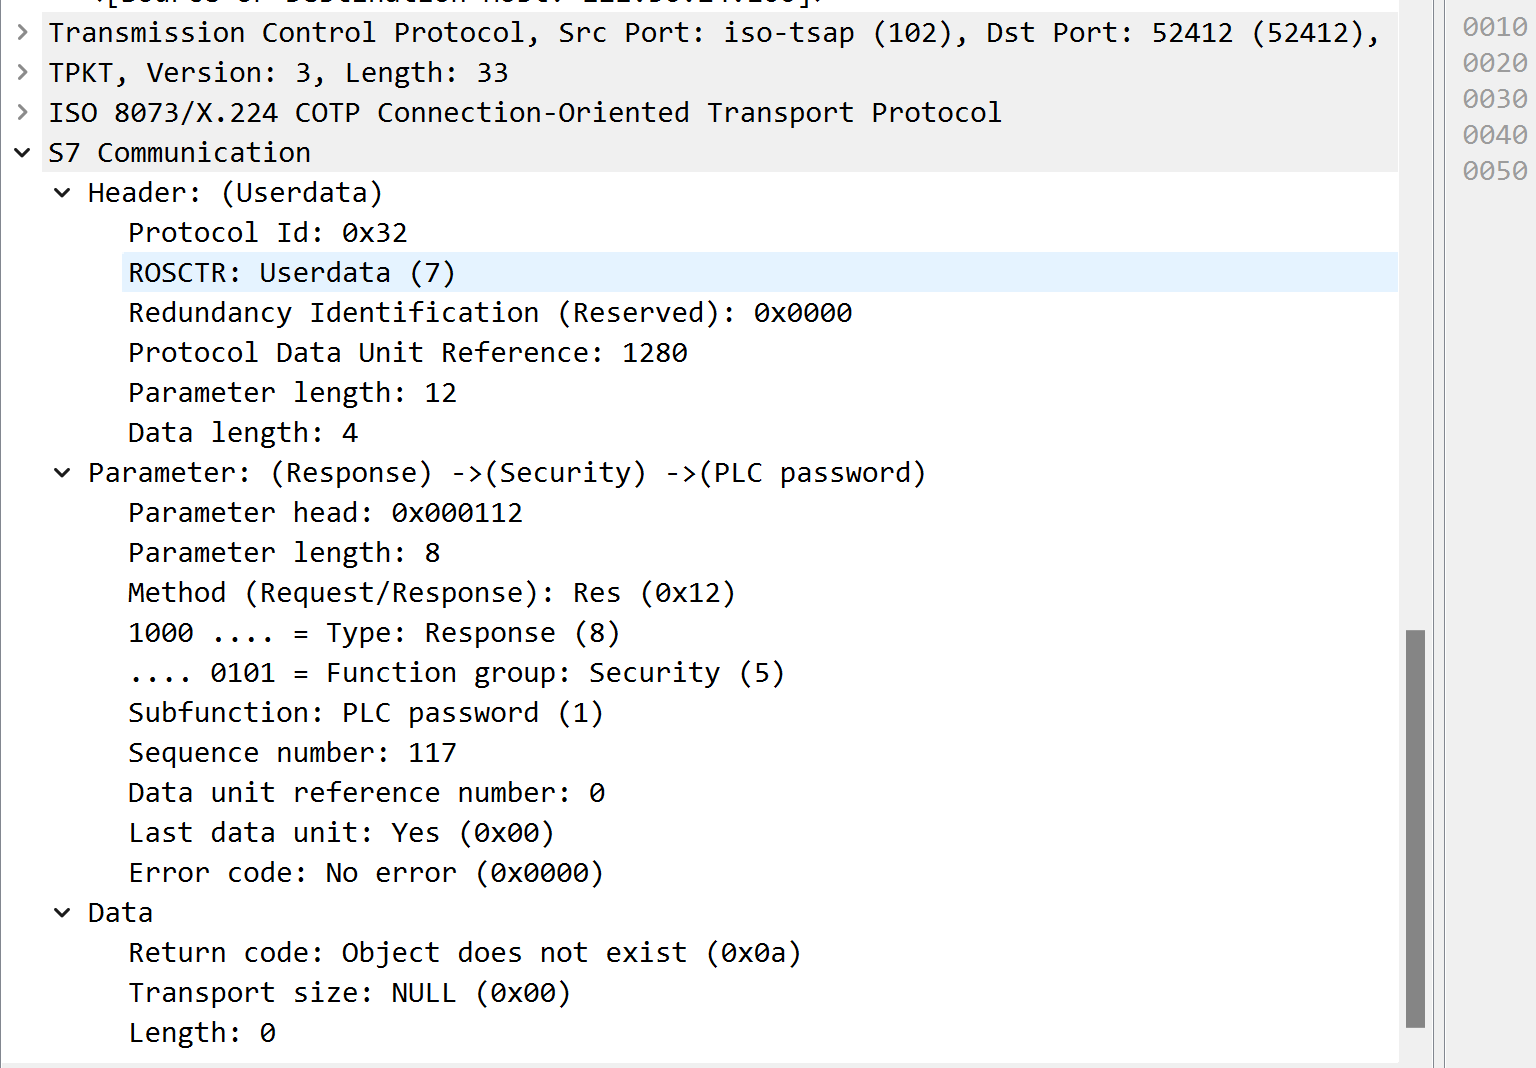 Transmission Control Protocol, Src Port: iso-tsap (102), Dst Port: 52412 (52412),
TPKT, Version: 3, Length: 33
ISO 8073/X.224 COTP Connection-Oriented Transport Protocol
S7 Communication
Header: (Userdata)
Protocol Id: 0x32
ROSCTR: Userdata (7)
Redundancy Identification (Reserved): 0x0000
Protocol Data Unit Reference: 1280
Parameter length: 12
Data length: 4
Parameter: (Response) ->(Security) ->(PLC password)
Parameter head: 0x000112
Parameter length: 8
Method (Request/Response): Res (0x12)
1000 .... = Type: Response (8)
.... 0101 = Function group: Security (5)
Subfunction: PLC password (1)
Sequence number: 117
Data unit reference number: 0
Last data unit: Yes (0x00)
Error code: No error (0x0000)
Data
Return code: Object does not exist (0x0a)
Transport size: NULL (0x00)
Length: 0
0010
0020
0030
0040
0050